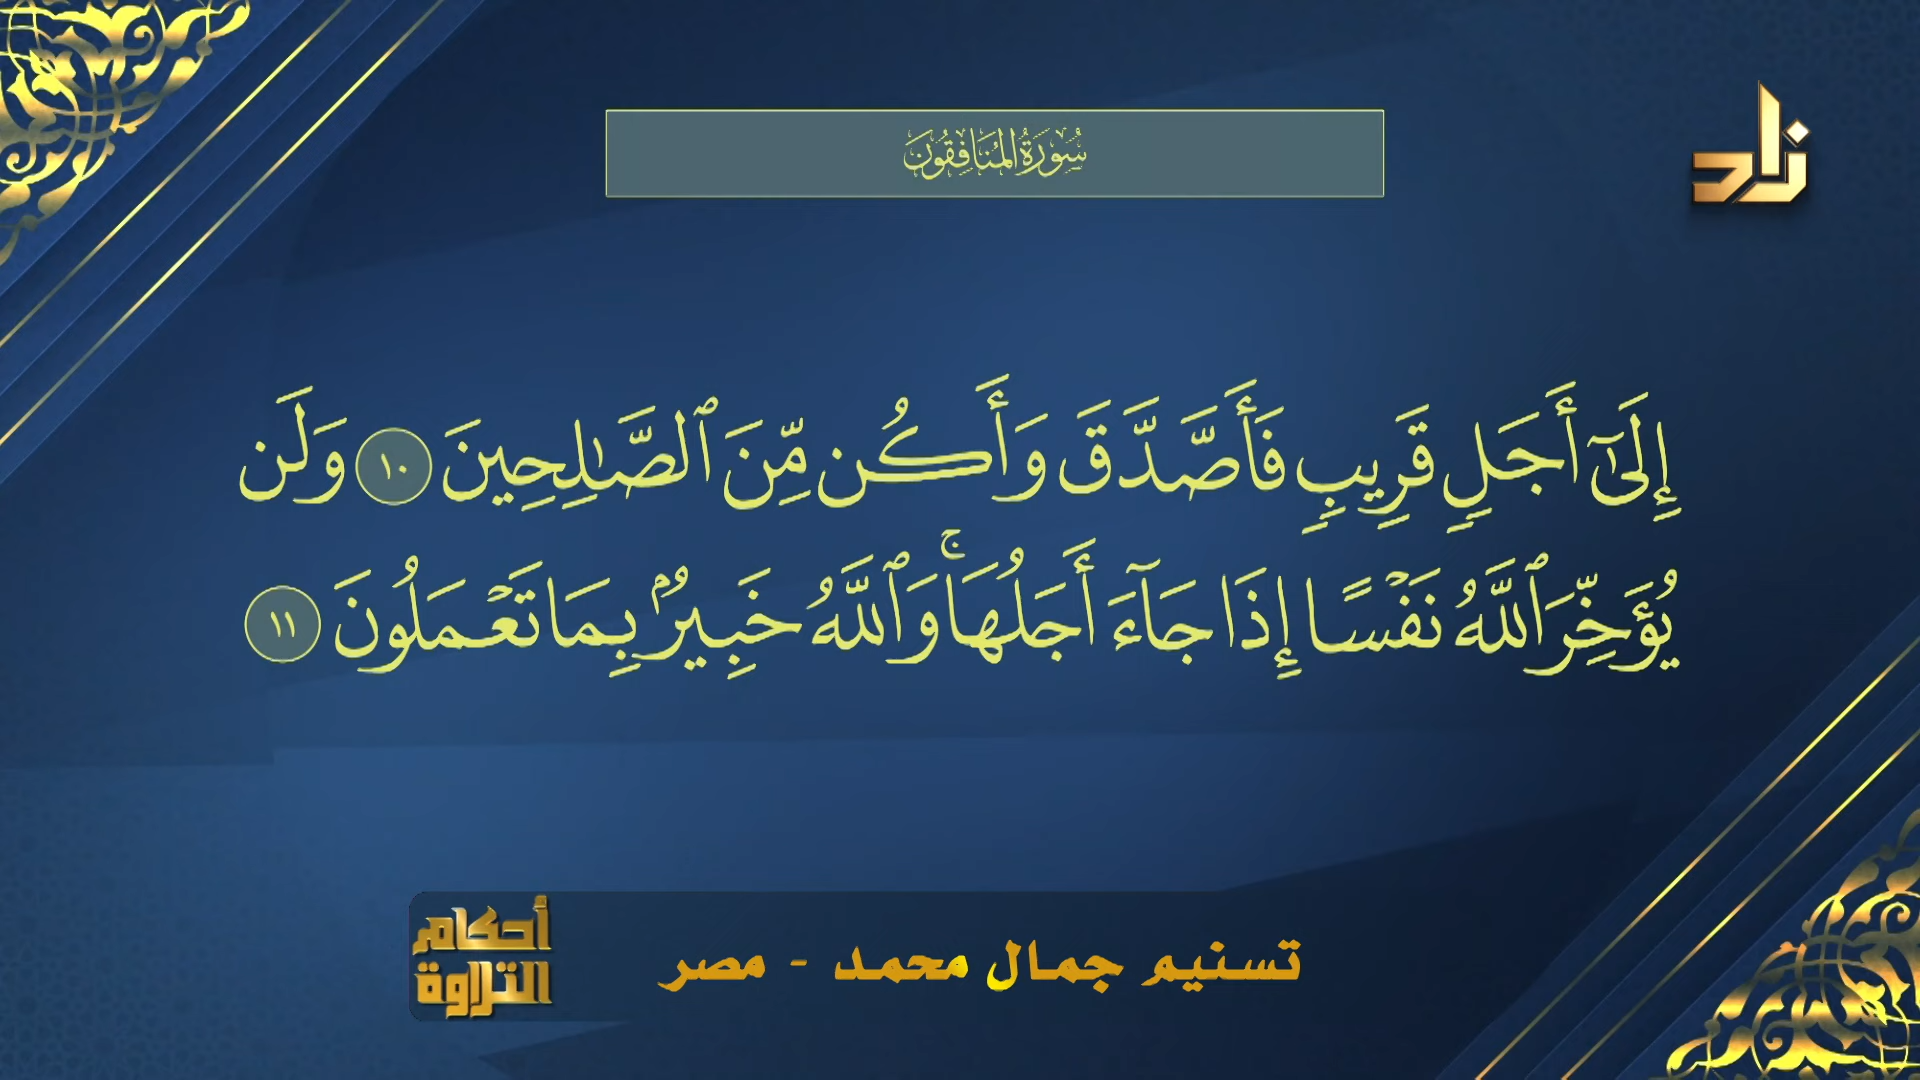 سُورَةُ المُنَافِقُونَ
زاد
إِلَىٰٓ أَجَلٖ قَرِيبٖ فَأَصَّدَّقَ وَأَكُن مِّنَ ٱلصَّٰلِحِينَ ١٠ وَلَن
يُؤَخِّرَ ٱللَّهُ نَفۡسًا إِذَا جَآءَ أَجَلُهَاۚ وَٱللَّهُ خَبِيرُۢ بِمَا تَعۡمَلُونَ ١١
أحكام
التلاوة
تسنيم جمال محمد - مصر